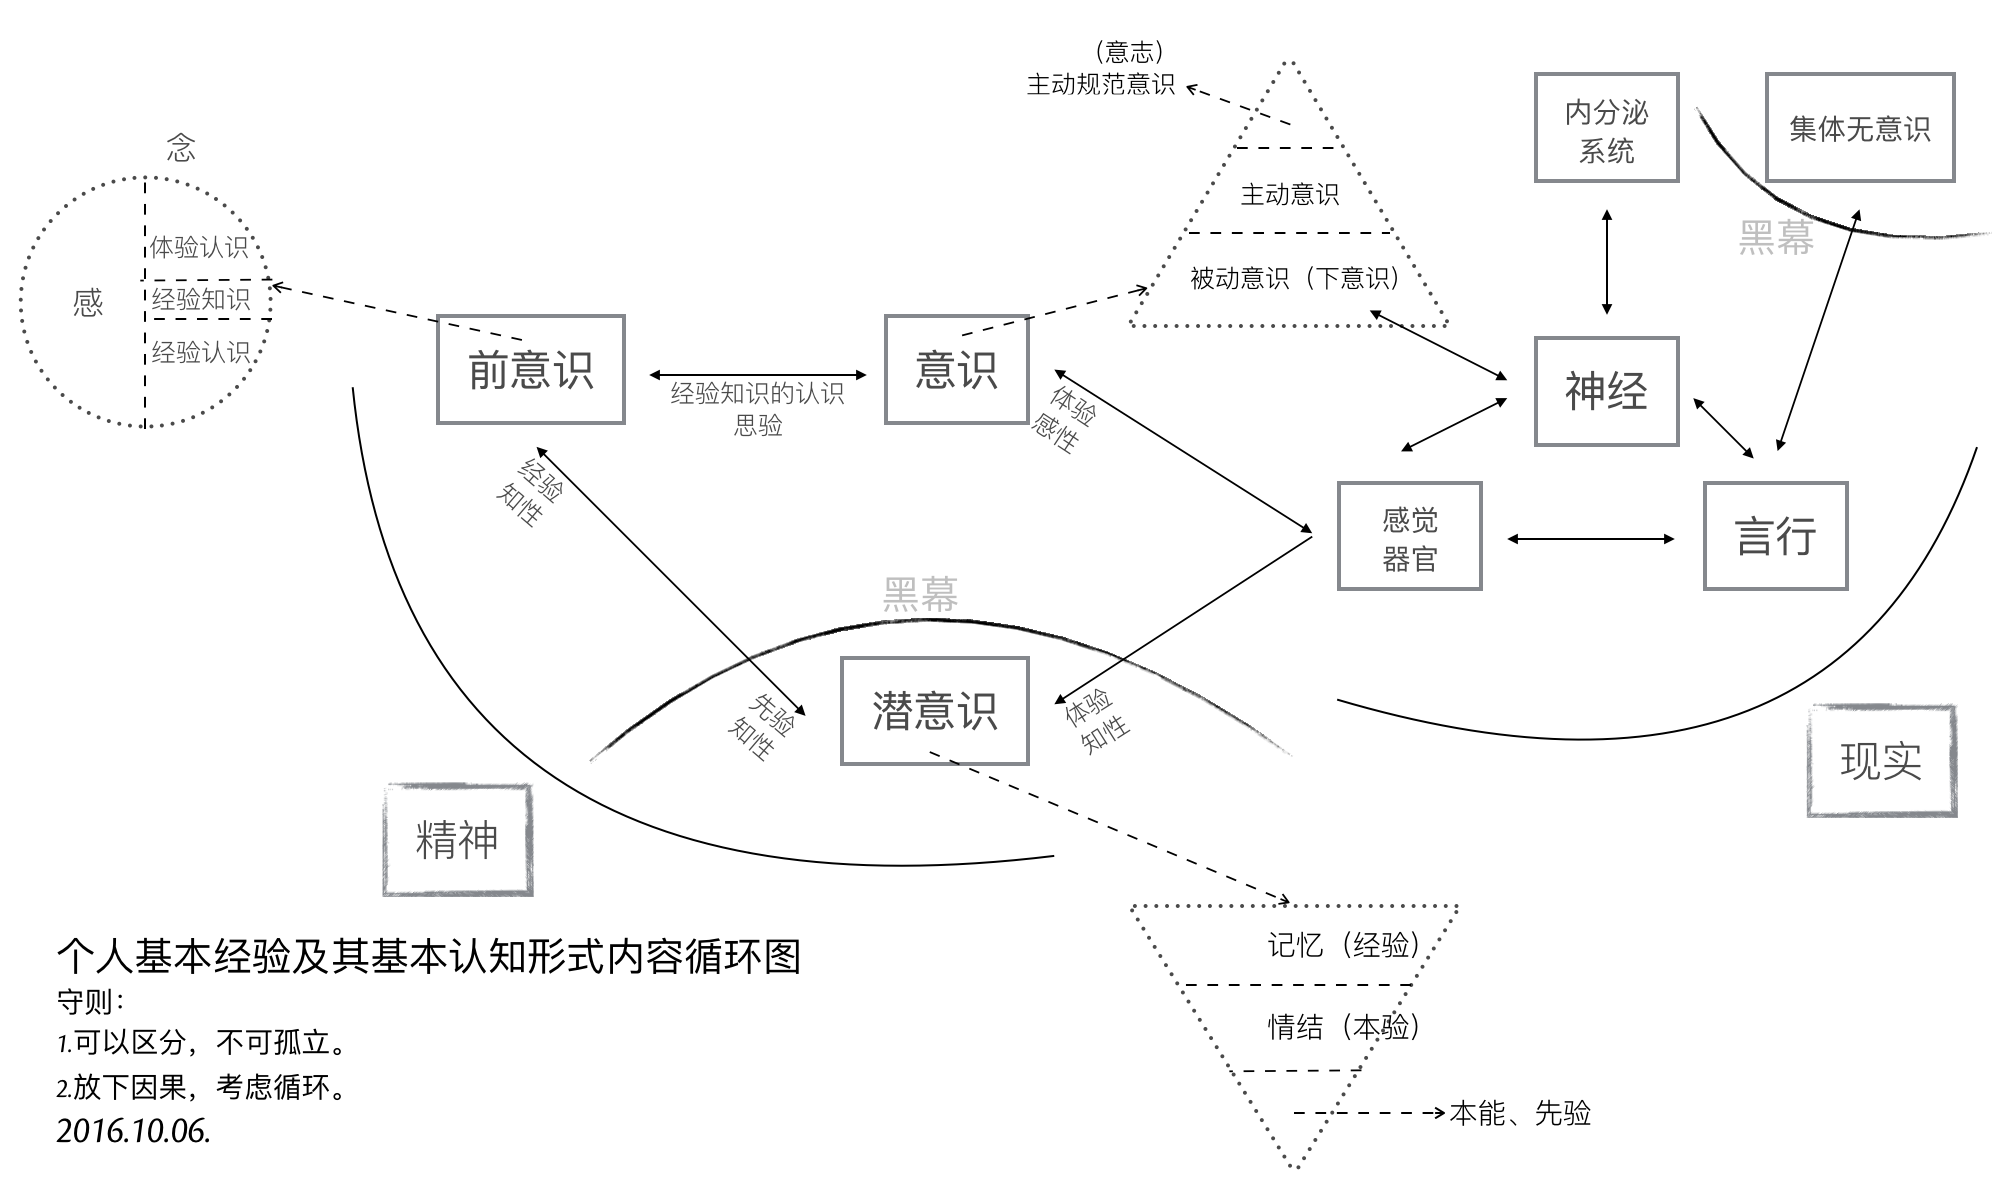 （意志）
主动规范意识
内分泌
系统
集体无意识
念
主动意识
黑幕
体验认识
感
经验知识
经验认识
被动意识（下意识）
前意识
意识
神经
经验知识的认识
思验
体验
感性
经验
知性
感觉
器官
言行
黑幕
潜意识
先验
知性
体验
知性
现实
精神
个人基本经验及其基本认知形式内容循环图
守则：
1.可以区分，不可孤立。
2.放下因果，考虑循环。
2016.10.06.
记忆（经验）
情结（本验）
本能、先验